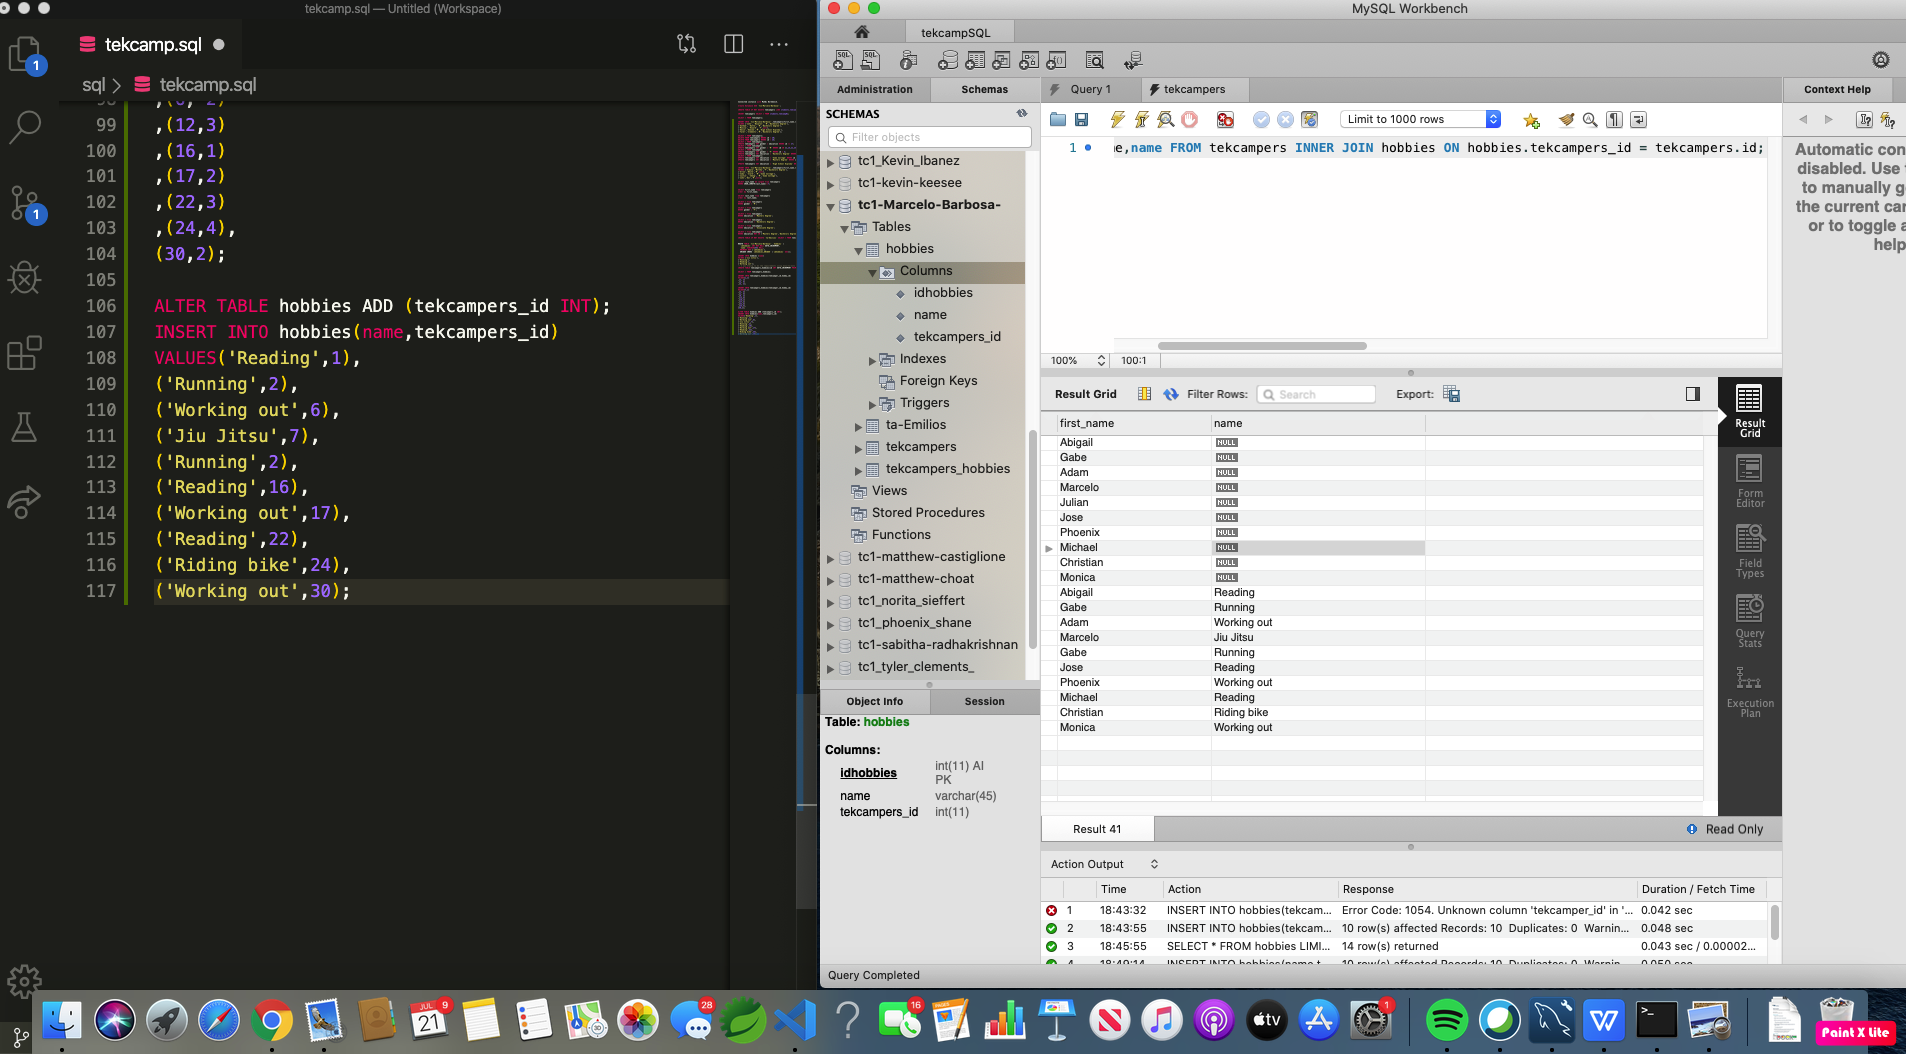 tekcamp.sql — Untitled (Workspace)
tekcamp.sql
sql
tekcamp.sql
1
1
99 ,(12,3)
100 ,(16,1)
101 ,(17,2)
102 ,(22,3)
103 ,(24,4),
104 (30,2);
105
106 ALTER TABLE hobbies ADD (tekcampers_id INT);
107 INSERT INTO hobbies(name,tekcampers_id)
108 VALUES('Reading',1),
109 ('Running',2),
110 ('Working out',6),
111 ('Jiu Jitsu',7),
112 ('Running',2),
113 ('Reading',16),
114 ('Working out',17),
115 ('Reading',22),
116 ('Riding bike',24),
117 ('Working out',30);
MySQL Workbench
tekcampSQL
Administration
Schemas
Query 1
tekcampers
Context Help
SCHEMAS
Filter objects
tc1_Kevin_Ibanez
tc1-kevin-keesee
tc1-Marcelo-Barbosa-
Tables
hobbies
Columns
idhobbies
name
tekcampers_id
Indexes
Foreign Keys
Triggers
ta-Emilios
tekcampers
tekcampers_hobbies
Views
Stored Procedures
Functions
tc1-matthew-castiglione
tc1-matthew-choat
tc1_norita_sieffert
tc1_phoenix_shane
tc1-sabitha-radhakrishnan
tc1_tyler_clements_
Object Info
Session
Table: hobbies
Columns:
idhobbies int(11) AI
PK
name varchar(45)
tekcampers_id int(11)
Query Completed
Limit to 1000 rows
1 e,name FROM tekcampers INNER JOIN hobbies ON hobbies.tekcampers_id = tekcampers.id;
100%
100:1
Automatic con
disabled. Use
to manually g
the current car
or to toggle a
help
Result Grid
Filter Rows:
Search
Export:
first_name name
Abigail NULL
Gabe NULL
Adam NULL
Marcelo NULL
Julian NULL
Jose NULL
Phoenix NULL
Michael NULL
Christian NULL
Monica NULL
Abigail Reading
Gabe Running
Adam Working out
Marcelo Jiu Jitsu
Gabe Running
Jose Reading
Phoenix Working out
Michael Reading
Christian Riding bike
Monica Working out
Result
Grid
Form
Editor
Field
Types
Query
Stats
Execution
Plan
Result 41
Read Only
Action Output
Time Action Response Duration / Fetch Time
1 18:43:32 INSERT INTO hobbies(tekcam... Error Code: 1054. Unknown column 'tekcamper_id' in '... 0.042 sec
2 18:43:55 INSERT INTO hobbies(tekcam... 10 row(s) affected Records: 10 Duplicates: 0 Warnin... 0.048 sec
3 18:45:55 SELECT * FROM hobbies LIMI... 14 row(s) returned 0.043 sec / 0.00002...
JUL
21
9
28
16
PAGES
tv
1
Paint X Lite